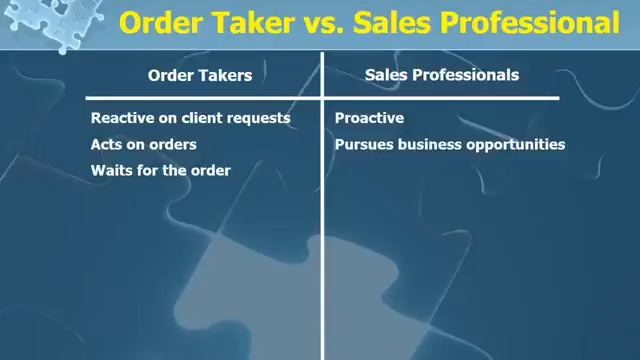 Order Taker vs. Sales Professional
Order Takers
Sales Professionals
Reactive on client requests
Proactive
Acts on orders
Pursues business opportunities
Waits for the order